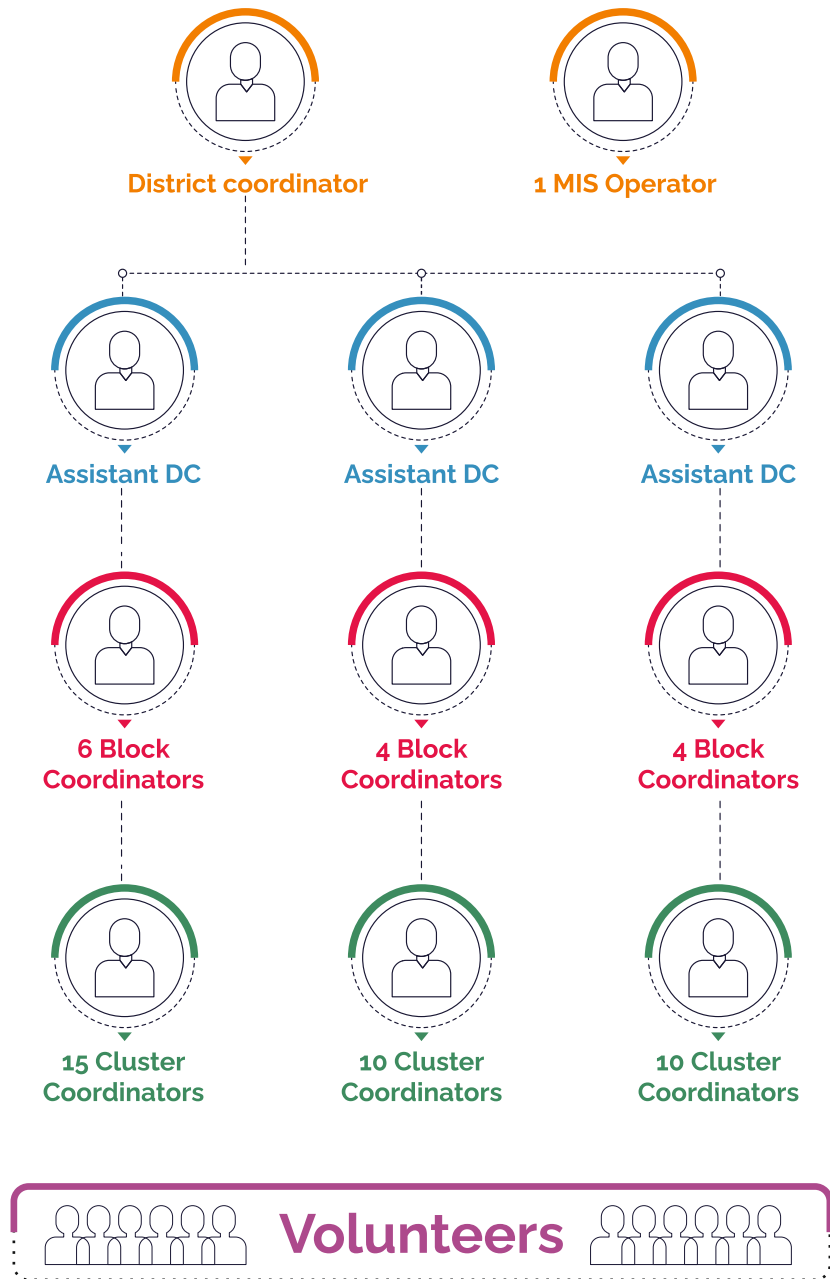 District coordinator
1 MIS Operator
Assistant DC
Assistant DC
Assistant DC
6 Block
Coordinators
4 Block
Coordinators
4 Block
Coordinators
15 Cluster
Coordinators
10 Cluster
Coordinators
10 Cluster
Coordinators
Volunteers